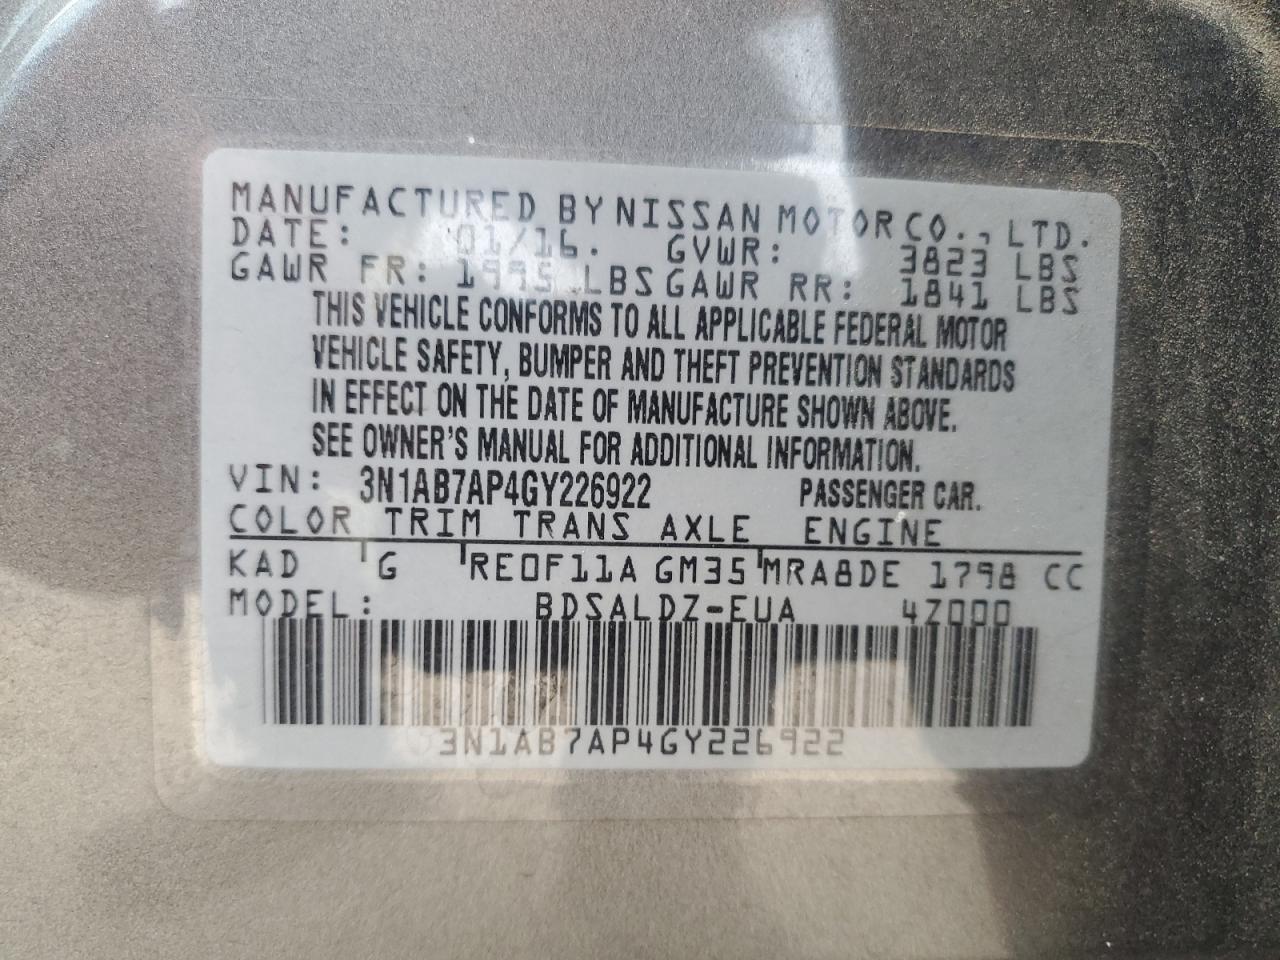 MANUFACTURED BY NISSAN MOTOR CO., LTD.
DATE: 01/16. GVWR: 3823 LBS
GAWR FR: 1995 LBS GAWR RR: 1841 LBS
THIS VEHICLE CONFORMS TO ALL APPLICABLE FEDERAL MOTOR
VEHICLE SAFETY, BUMPER AND THEFT PREVENTION STANDARDS
IN EFFECT ON THE DATE OF MANUFACTURE SHOWN ABOVE.
SEE OWNER'S MANUAL FOR ADDITIONAL INFORMATION.
VIN: 3N1AB7AP4GY226922 PASSENGER CAR.
COLOR TRIM TRANS AXLE ENGINE
KAD G RE0F11A GM35 MRA8DE 1798 CC
MODEL: BDSALDZ-EUA 4Z000
3N1AB7AP4GY226922